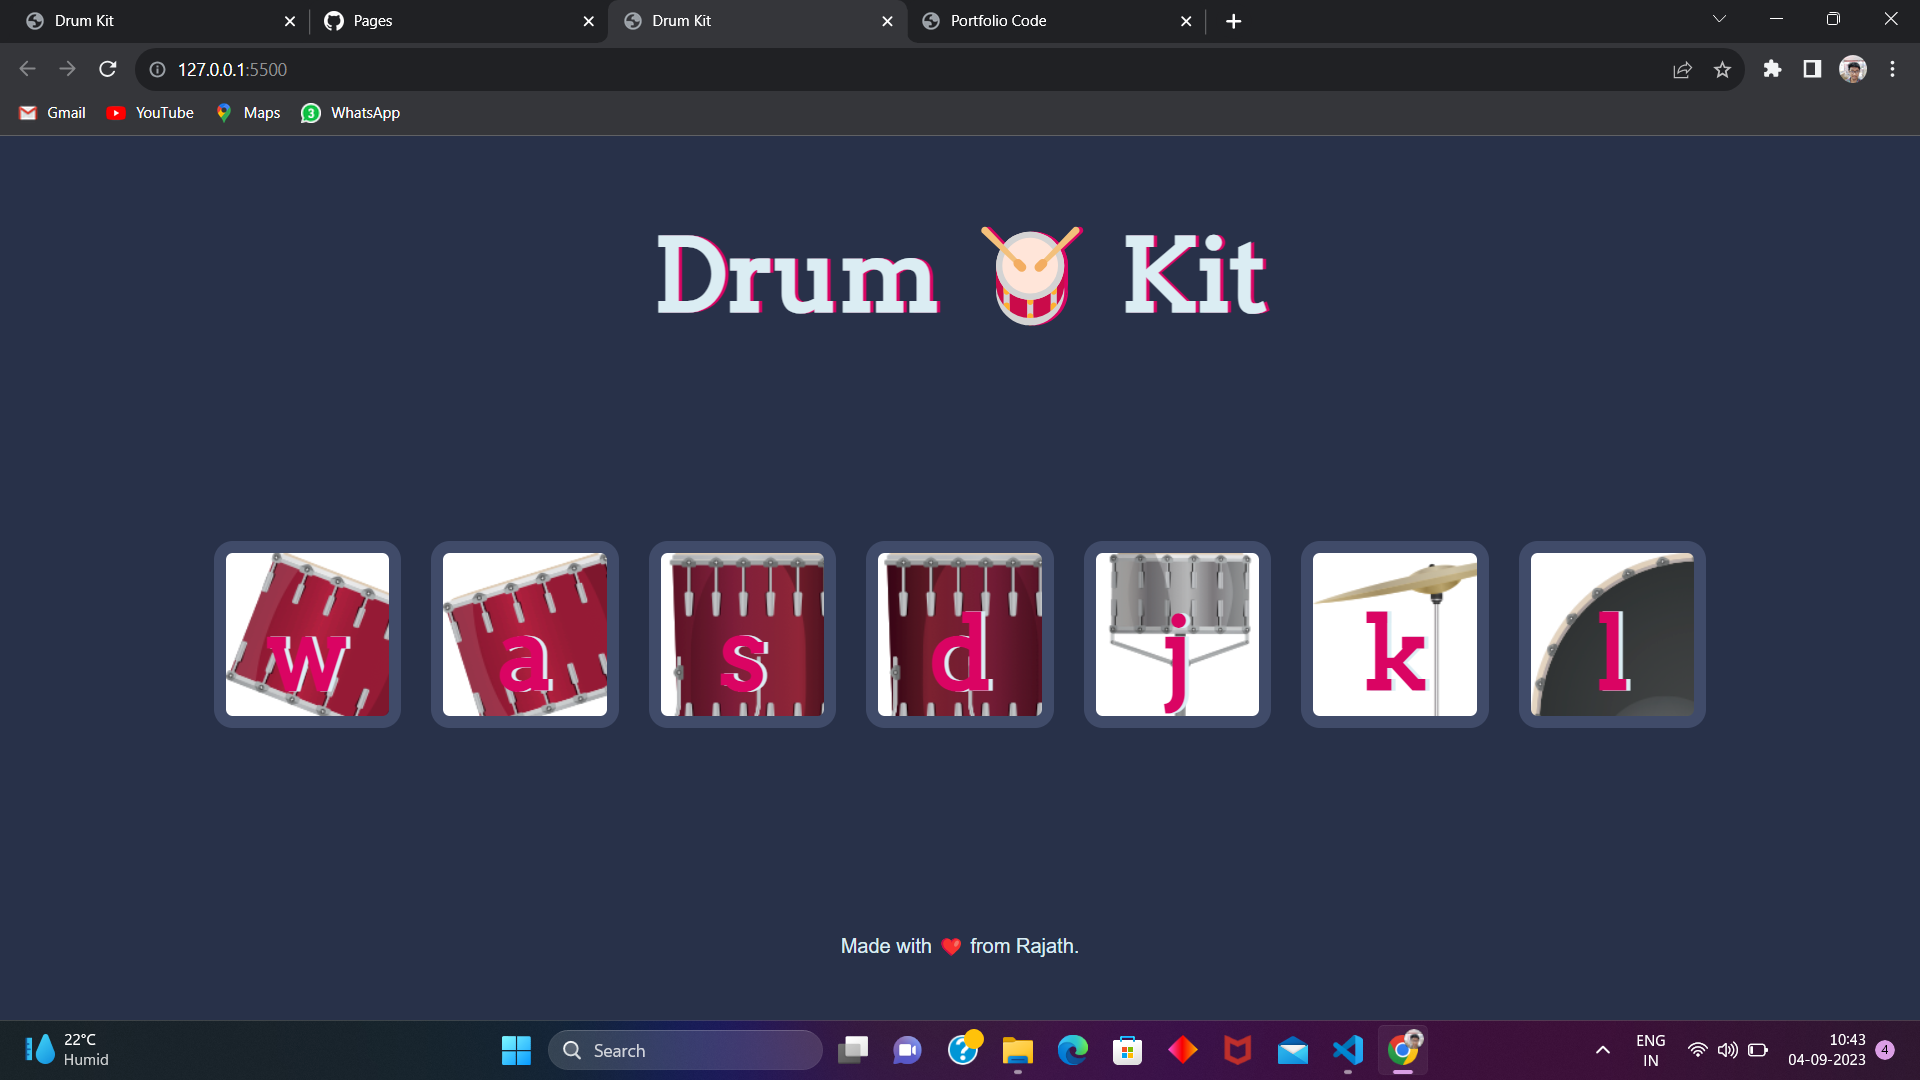 Drum Kit
Pages
Drum Kit
Portfolio Code
127.0.0.1:5500
Gmail
YouTube
Maps
3
WhatsApp
Drum Kit
w
a
s
d
j
k
l
Made with ❤️ from Rajath.
22°C
Humid
Search
ENG
IN
10:43
04-09-2023
4